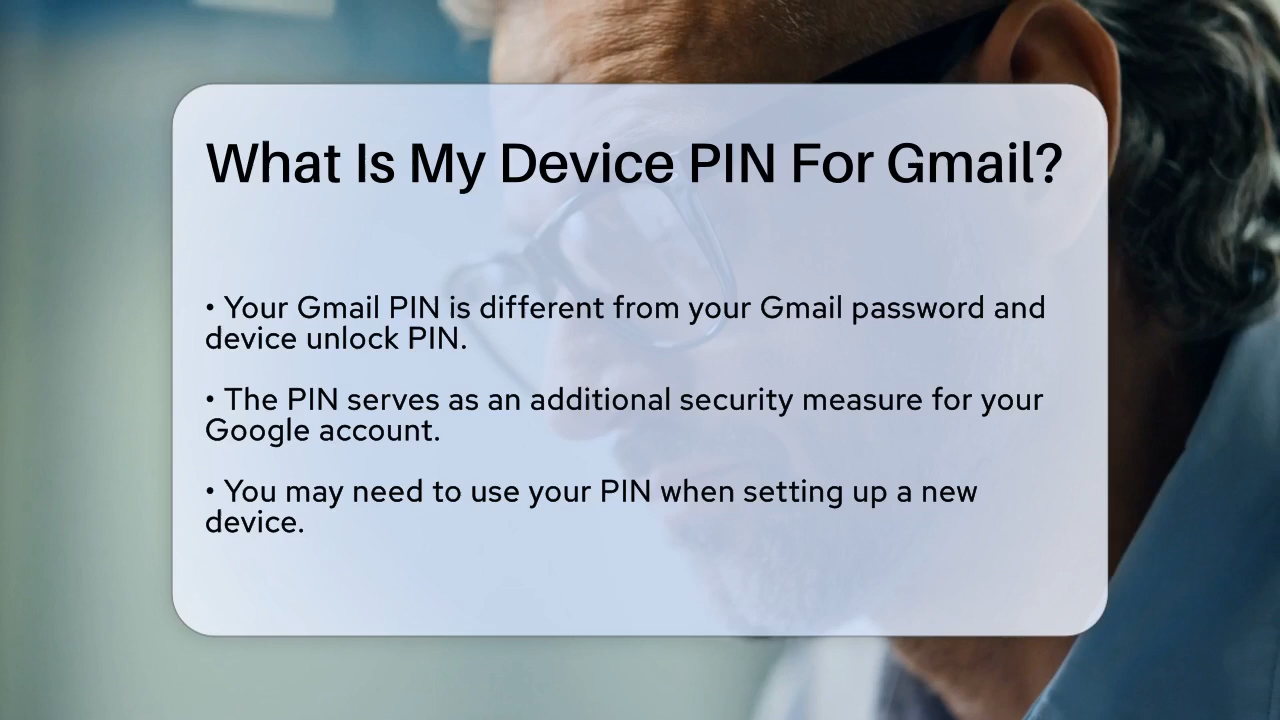 What Is My Device PIN For Gmail?
• Your Gmail PIN is different from your Gmail password and
device unlock PIN.
• The PIN serves as an additional security measure for your
Google account.
• You may need to use your PIN when setting up a new
device.